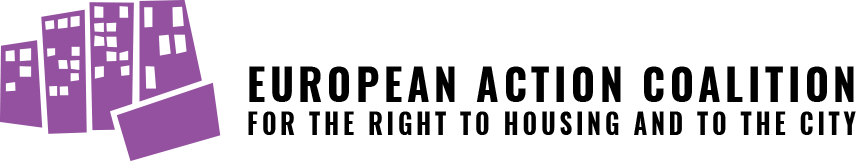 EUROPEAN ACTION COALITION
FOR THE RIGHT TO HOUSING AND TO THE CITY